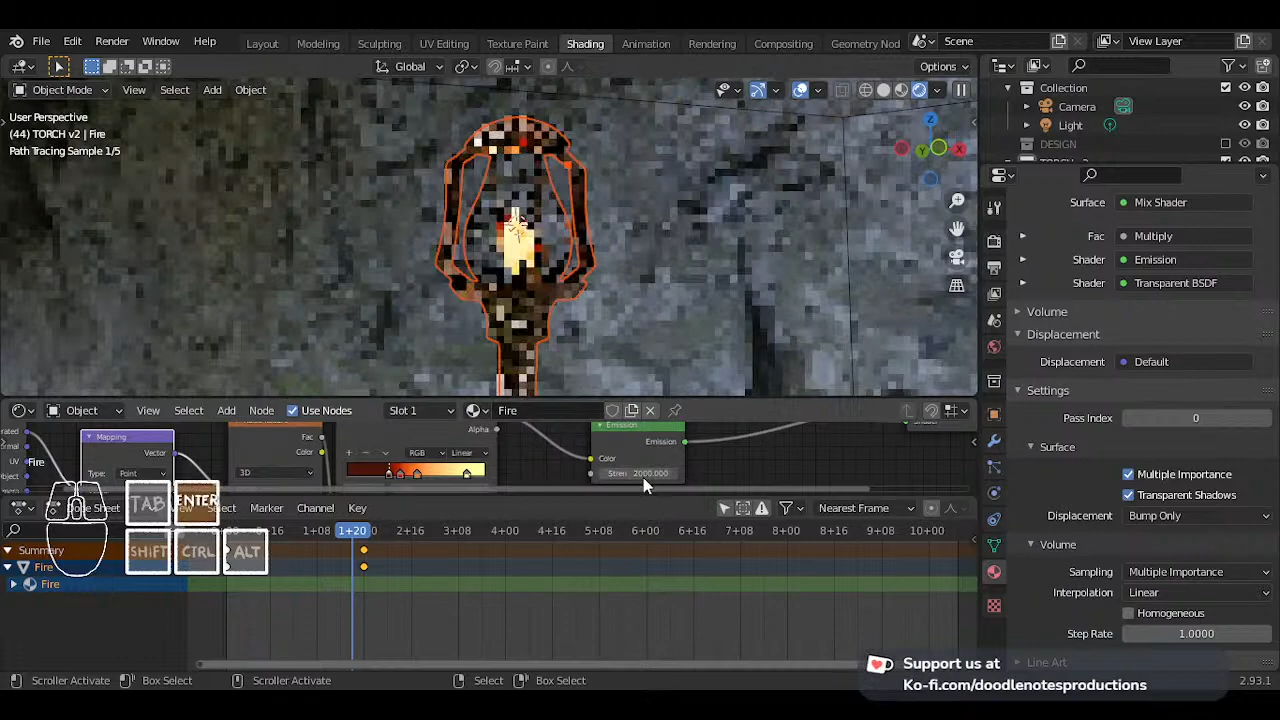 File Edit Render Window Help Layout Modeling Sculpting UV Editing Texture Paint Shading Animation Rendering Compositing Geometry Nod Scene View Layer
Global Options
Object Mode View Select Add Object
User Perspective
(44) TORCH v2 | Fire
Path Tracing Sample 1/5
Z
Y
X
Collection
Camera
Light
DESIGN
Surface Mix Shader
Fac Multiply
Shader Emission
Shader Transparent BSDF
Volume
Displacement
Displacement Default
Settings
Pass Index 0
Surface
Multiple Importance
Transparent Shadows
Displacement Bump Only
Volume
Sampling Multiple Importance
Interpolation Linear
Homogeneous
Step Rate 1.0000
Line Art
Object View Select Add Node Use Nodes Slot 1 Fire
Mapping
Vector
Type: Point
UV
Fire
Fac
Color
3D
Alpha
RGB Linear
Emission
Emission
Color
Stren 2000.000
Select Marker Channel Key Nearest Frame
0+16 1+08 1+20 2+16 3+08 4+00 4+16 5+08 6+00 6+16 7+08 8+00 8+16 9+08 10+00
Summary
Fire
Fire
TAB ENTER
SHIFT CTRL ALT
Support us at
Ko-fi.com/doodlenotesproductions
Scroller Activate Box Select Scroller Activate Select Box Select 2.93.1